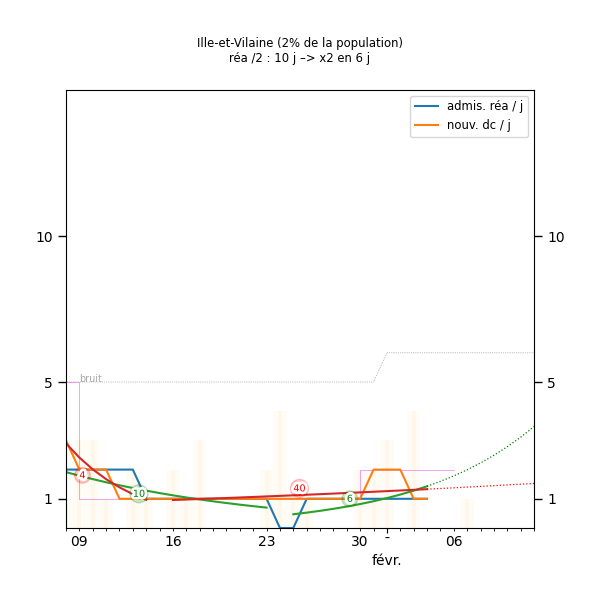 Ille-et-Vilaine (2% de la population)
réa /2 : 10 j –> x2 en 6 j
admis. réa / j
nouv. dc / j
10
10
bruit
5
5
4
10
40
6
1
1
09
16
23
30
-
06
févr.